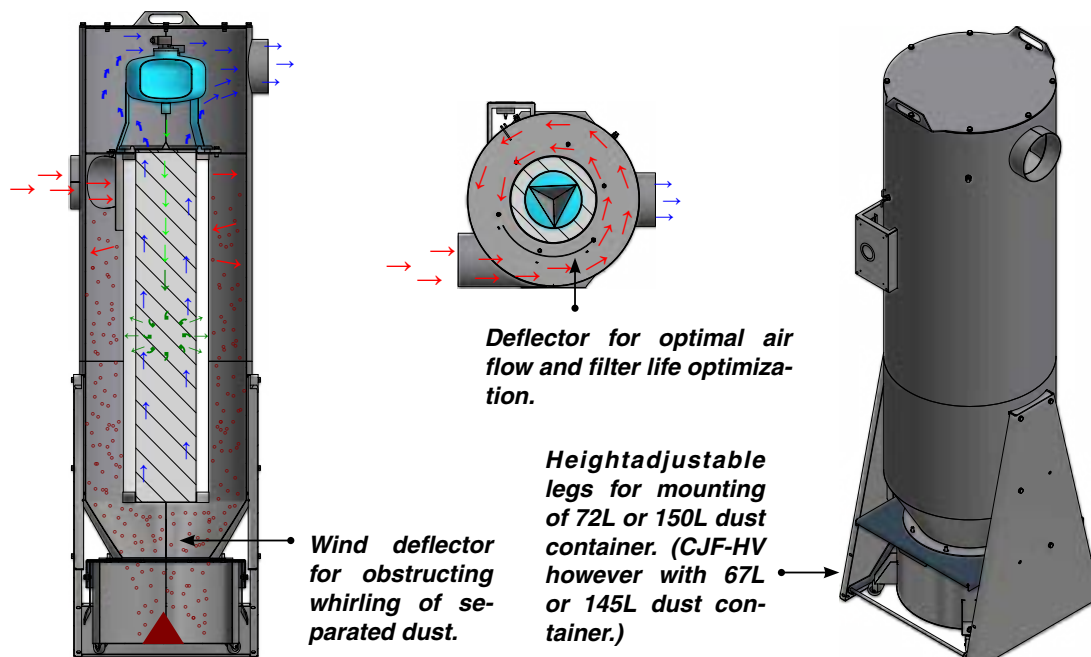 Deflector for optimal air
flow and filter life optimiza-
tion.
Heightadjustable
legs for mounting
of 72L or 150L dust
container. (CJF-HV
however with 67L
or 145L dust con-
tainer.)
Wind deflector
for obstructing
whirling of se-
parated dust.